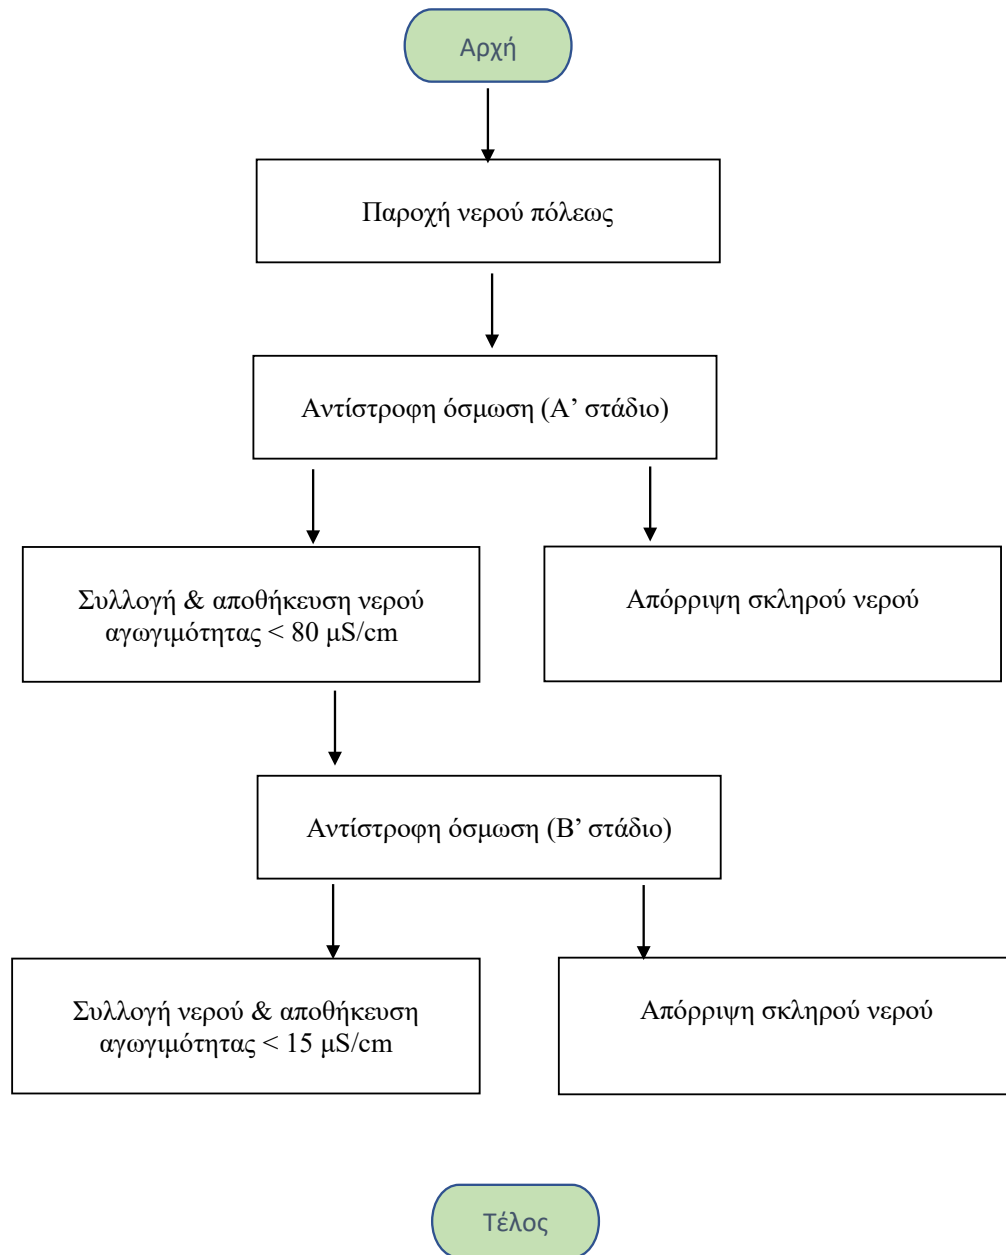 Αρχή
Παροχή νερού πόλεως
Αντίστροφη όσμωση (Α’ στάδιο)
Συλλογή & αποθήκευση νερού
αγωγιμότητας < 80 μS/cm
Απόρριψη σκληρού νερού
Αντίστροφη όσμωση (Β’ στάδιο)
Συλλογή νερού & αποθήκευση
αγωγιμότητας < 15 μS/cm
Απόρριψη σκληρού νερού
Τέλος